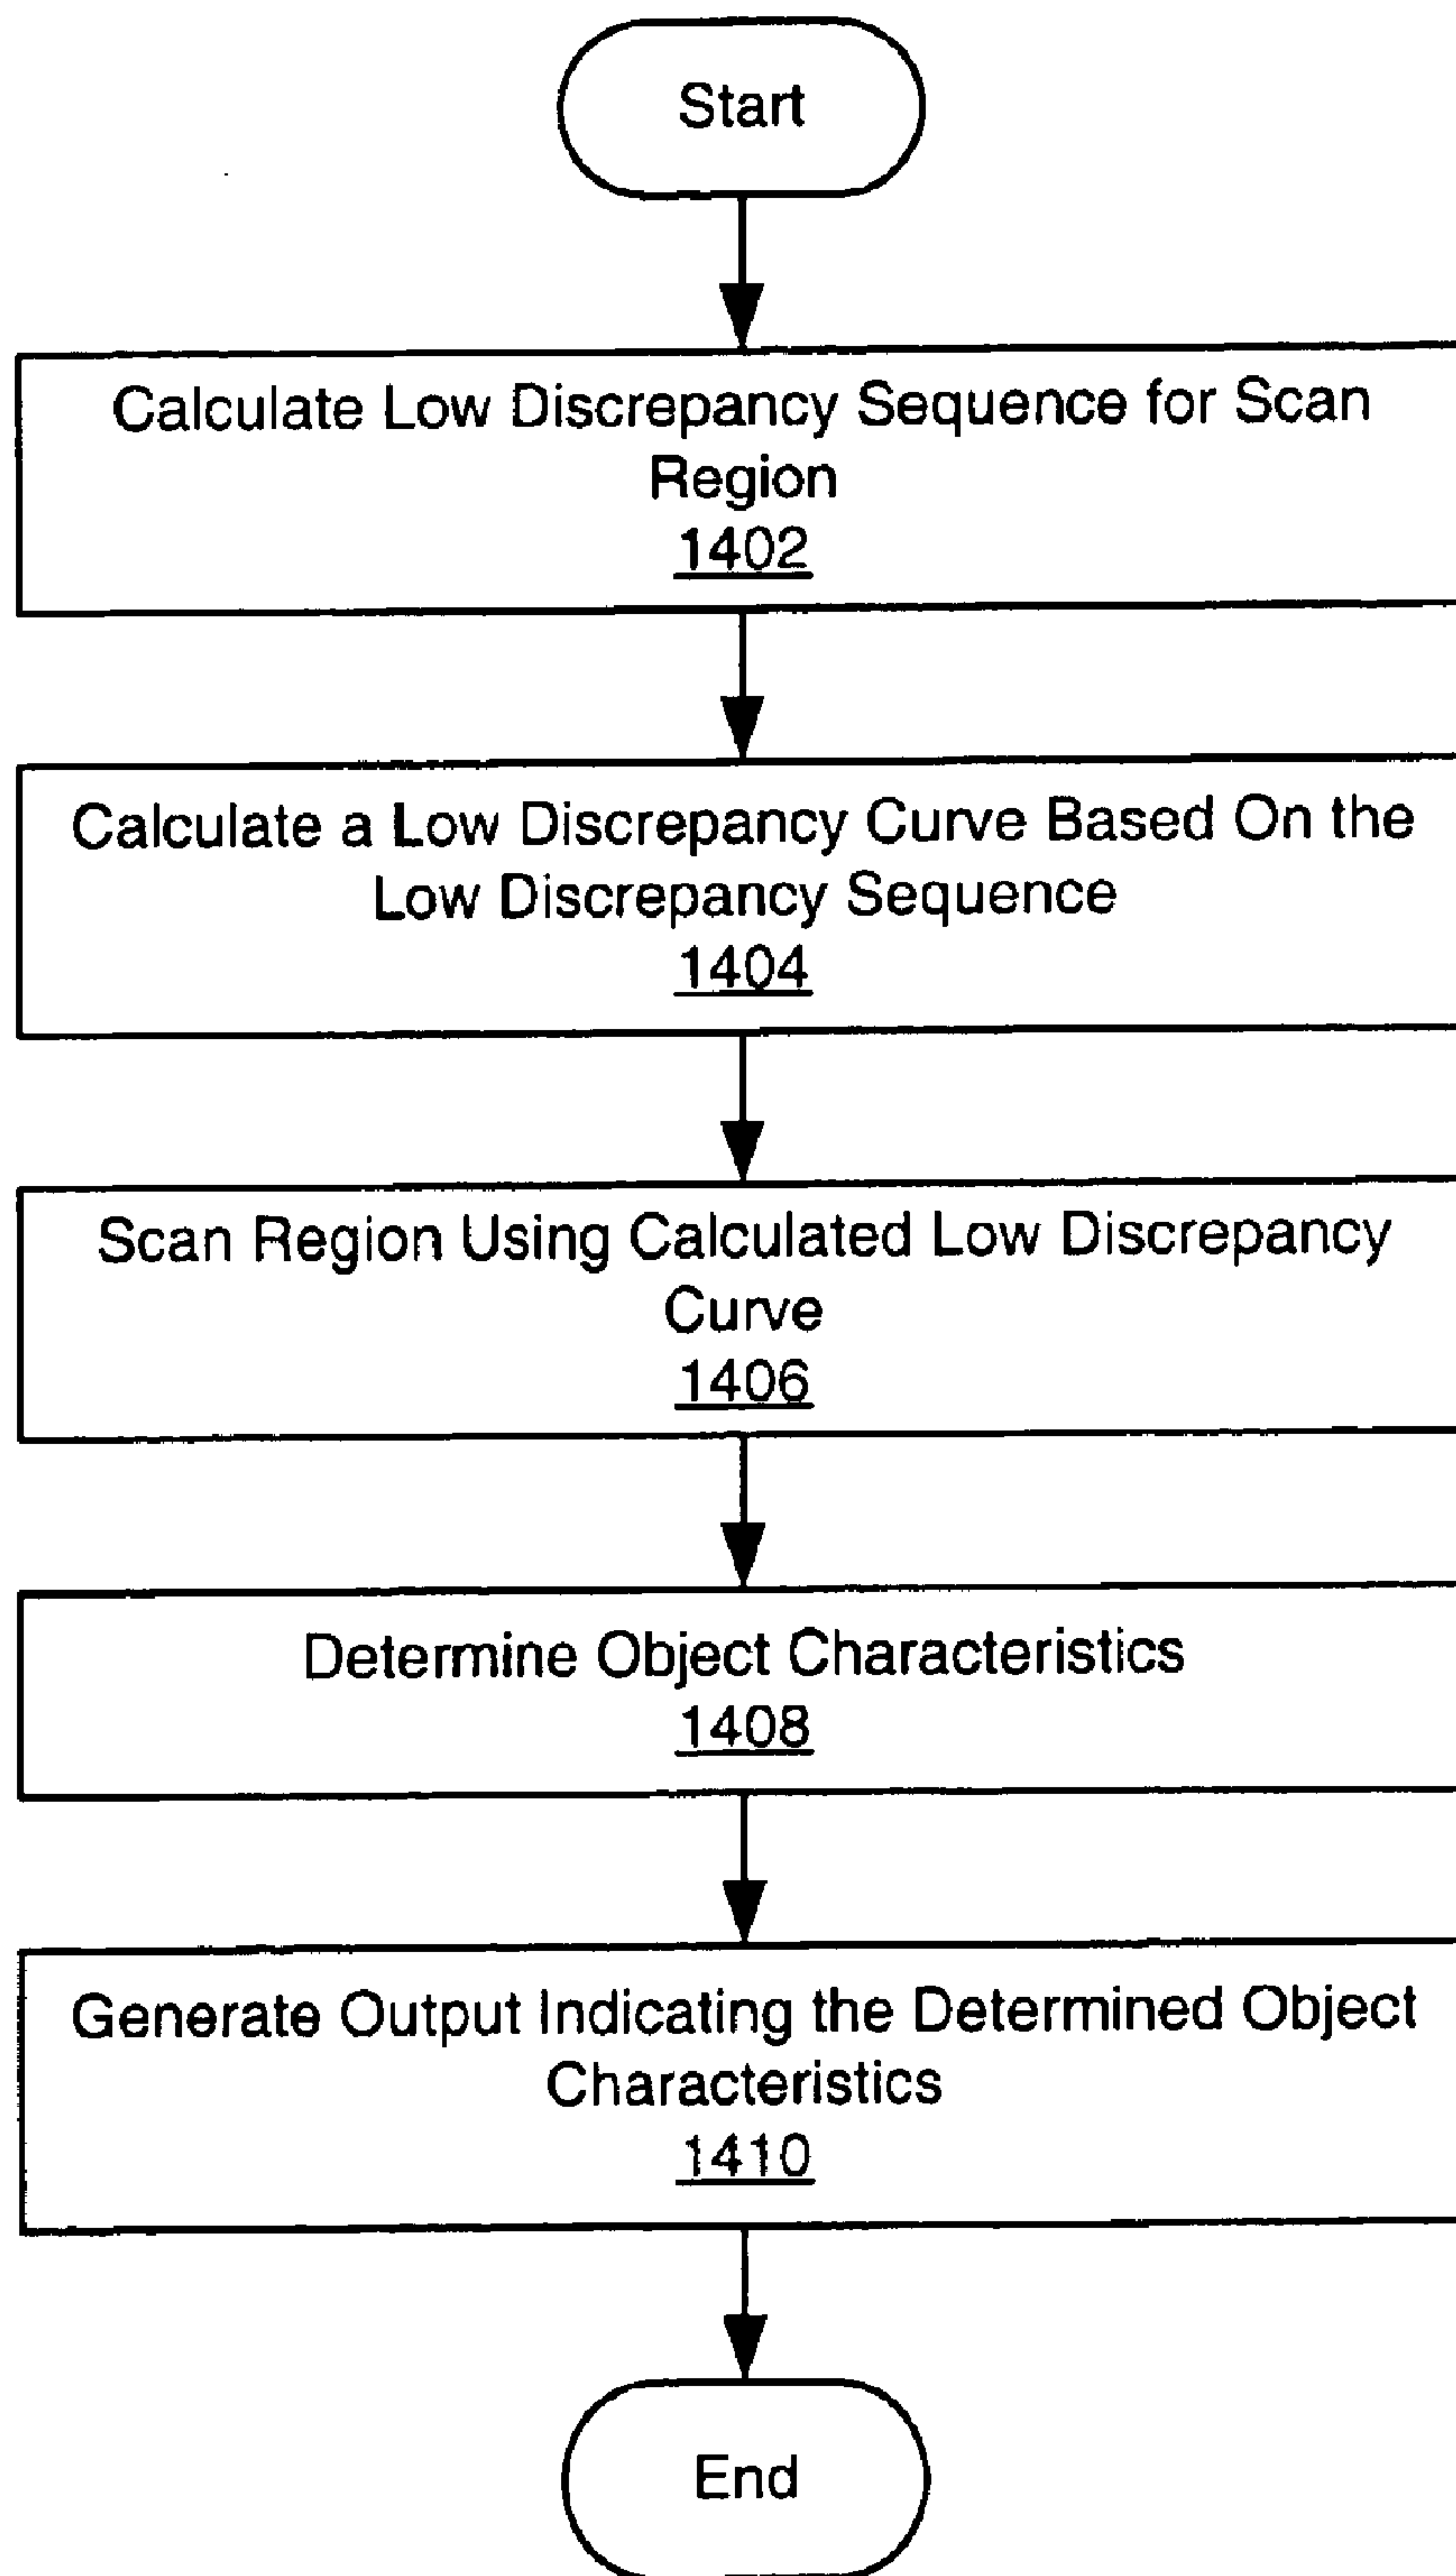 Start
Calculate Low Discrepancy Sequence for Scan
Region
1402
Calculate a Low Discrepancy Curve Based On the
Low Discrepancy Sequence
1404
Scan Region Using Calculated Low Discrepancy
Curve
1406
Determine Object Characteristics
1408
Generate Output Indicating the Determined Object
Characteristics
1410
End